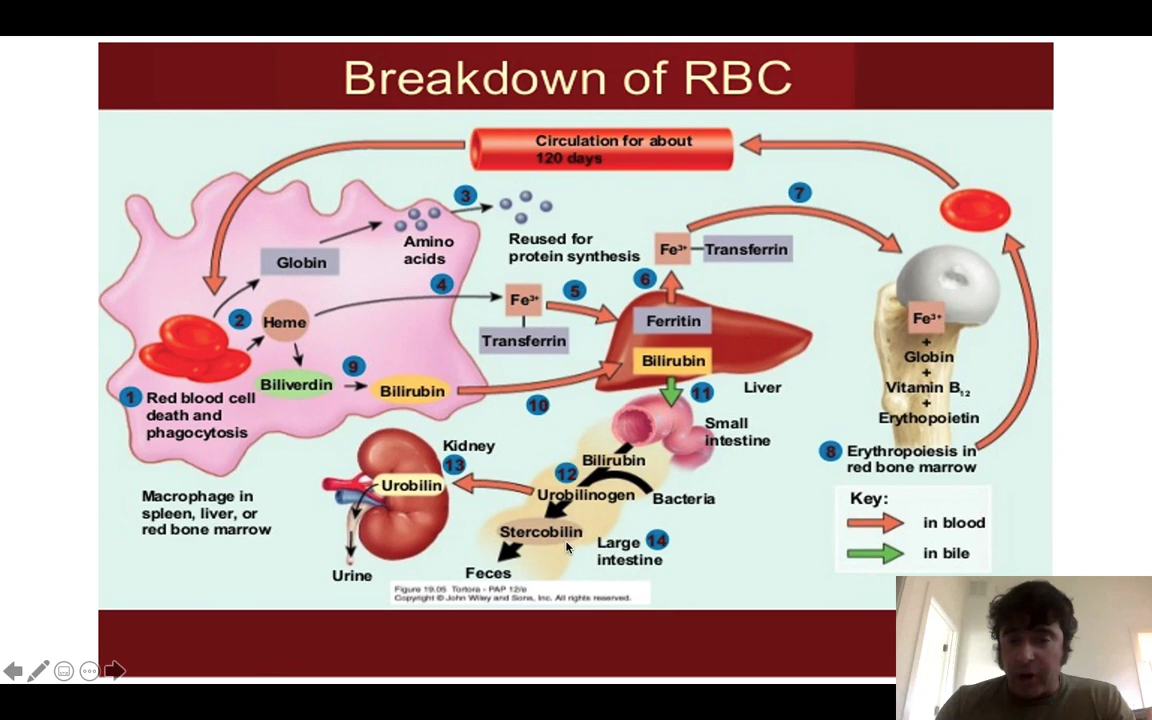 Breakdown of RBC
Circulation for about
120 days
3
7
Amino
acids
Reused for
protein synthesis
Fe³⁺
Transferrin
Globin
4
5
6
Fe³⁺
Transferrin
2
Heme
Ferritin
Fe³⁺
+
Globin
+
Vitamin B₁₂
+
Erythopoietin
Biliverdin
9
Bilirubin
Bilirubin
Liver
1 Red blood cell
death and
phagocytosis
10
11
Small
intestine
8 Erythropoiesis in
red bone marrow
Kidney
13
Urobilin
Urine
Bilirubin
12
Urobilinogen
Bacteria
Stercobilin
Large 14
intestine
Feces
Macrophage in
spleen, liver, or
red bone marrow
Key:
in blood
in bile
Figure 19.05 Tortora - PAP 12/e
Copyright © John Wiley and Sons, Inc. All rights reserved.